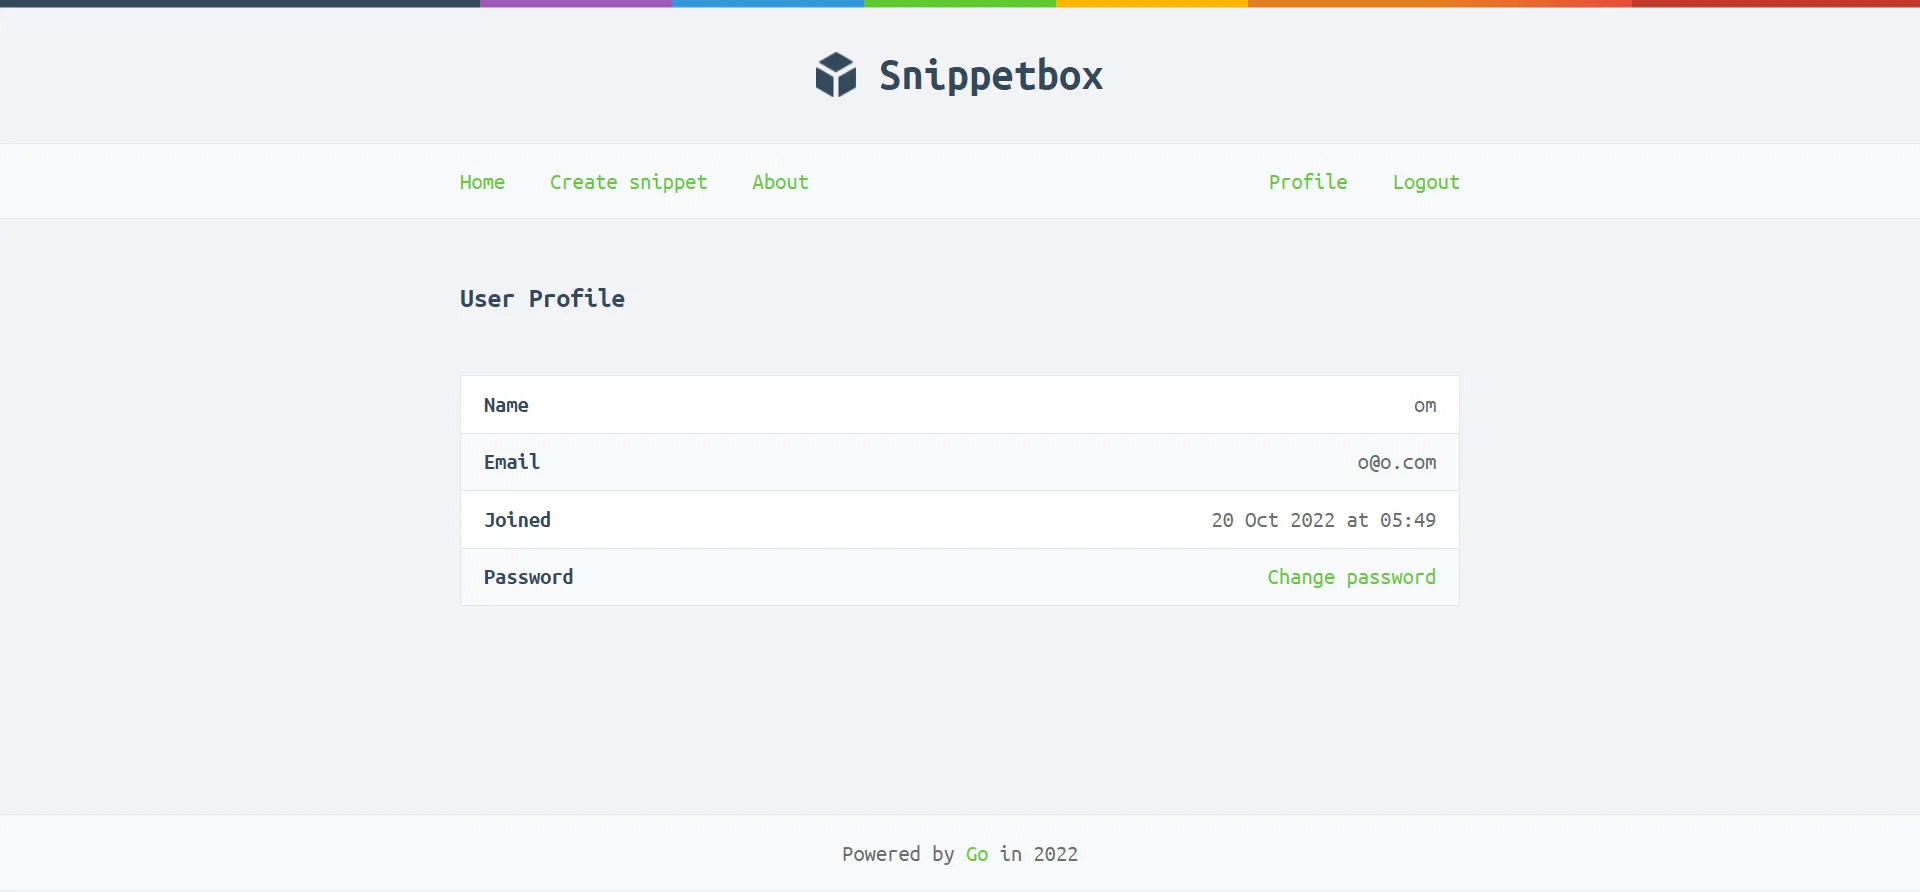 Snippetbox
Home Create snippet About Profile Logout
User Profile
Name om
Email o@o.com
Joined 20 Oct 2022 at 05:49
Password Change password
Powered by Go in 2022